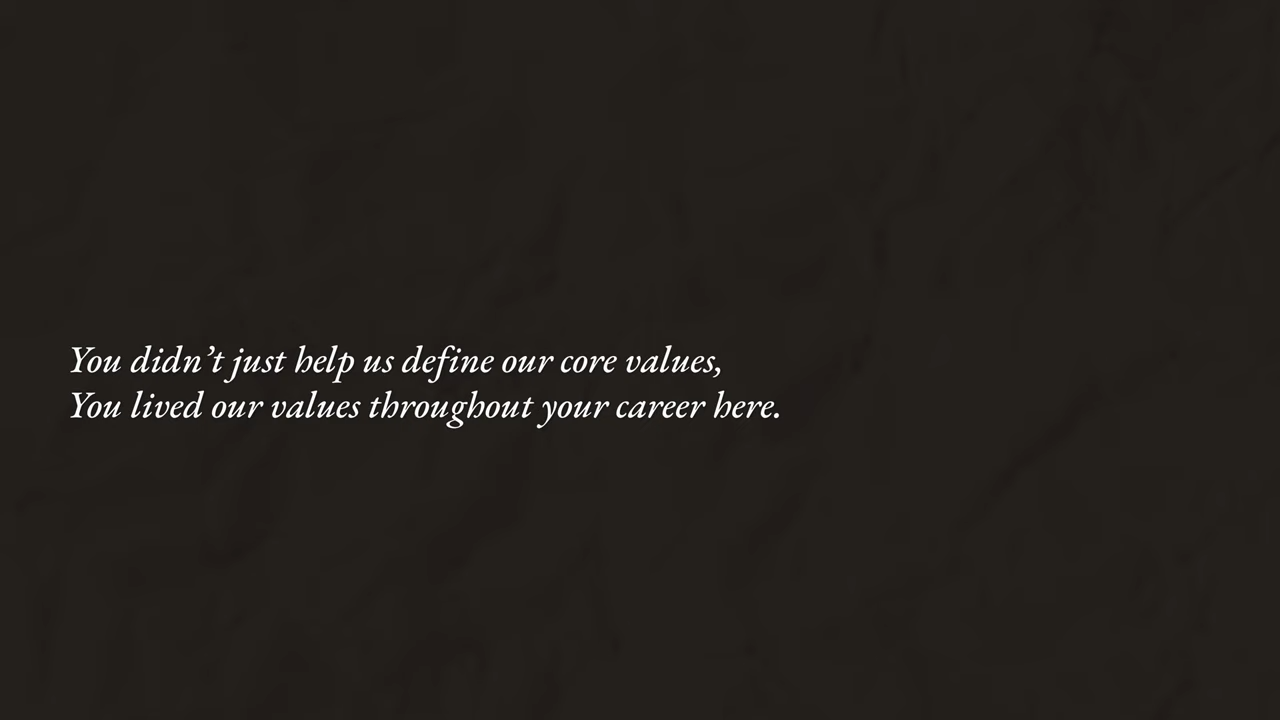 You didn’t just help us define our core values,
You lived our values throughout your career here.